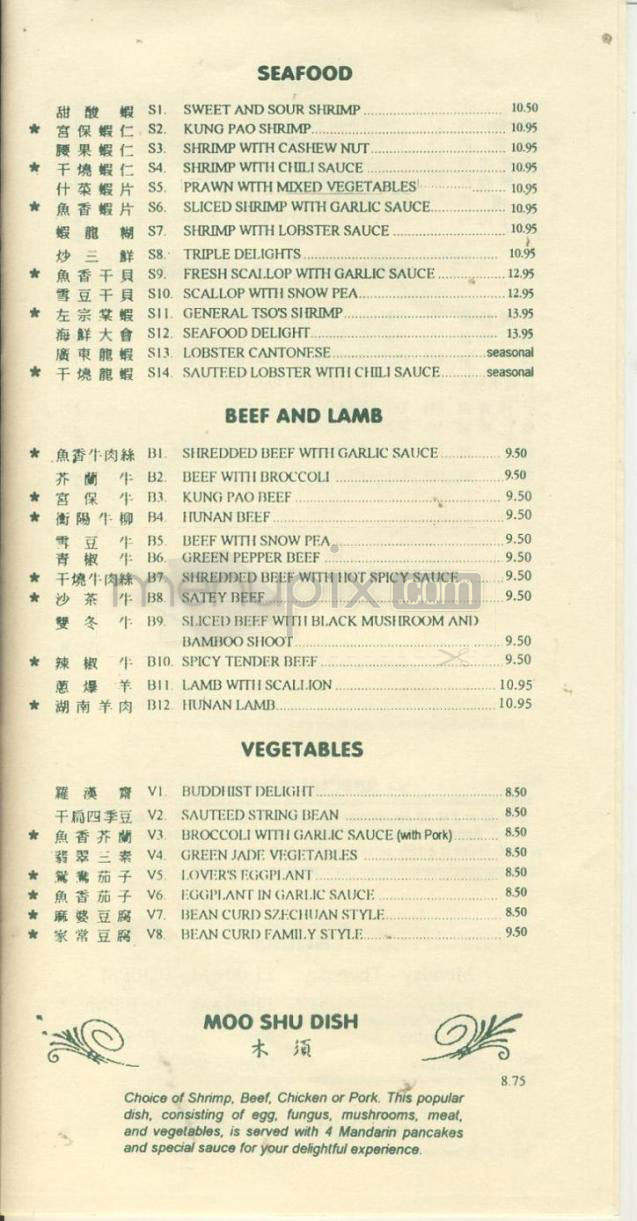 SEAFOOD
甜酸蝦 S1. SWEET AND SOUR SHRIMP 10.50
★ 宮保蝦仁 S2. KUNG PAO SHRIMP 10.95
腰果蝦仁 S3. SHRIMP WITH CASHEW NUT 10.95
★ 干燒蝦仁 S4. SHRIMP WITH CHILI SAUCE 10.95
什菜蝦片 S5. PRAWN WITH MIXED VEGETABLES 10.95
★ 魚香蝦片 S6. SLICED SHRIMP WITH GARLIC SAUCE 10.95
蝦龍糊 S7. SHRIMP WITH LOBSTER SAUCE 10.95
炒三鮮 S8. TRIPLE DELIGHTS 10.95
★ 魚香干貝 S9. FRESH SCALLOP WITH GARLIC SAUCE 12.95
雪豆干貝 S10. SCALLOP WITH SNOW PEA 12.95
★ 左宗棠蝦 S11. GENERAL TSO'S SHRIMP 13.95
海鮮大會 S12. SEAFOOD DELIGHT 13.95
廣東龍蝦 S13. LOBSTER CANTONESE seasonal
★ 干燒龍蝦 S14. SAUTEED LOBSTER WITH CHILI SAUCE seasonal
BEEF AND LAMB
★ 魚香牛肉絲 B1. SHREDDED BEEF WITH GARLIC SAUCE 9.50
芥蘭牛 B2. BEEF WITH BROCCOLI 9.50
★ 宮保牛 B3. KUNG PAO BEEF 9.50
★ 衡陽牛柳 B4. HUNAN BEEF 9.50
雪豆牛 B5. BEEF WITH SNOW PEA 9.50
青椒牛 B6. GREEN PEPPER BEEF 9.50
★ 干燒牛肉絲 B7. SHREDDED BEEF WITH HOT SPICY SAUCE 9.50
★ 沙茶牛 B8. SATEY BEEF 9.50
雙冬牛 B9. SLICED BEEF WITH BLACK MUSHROOM AND
BAMBOO SHOOT 9.50
★ 辣椒牛 B10. SPICY TENDER BEEF 9.50
蔥爆羊 B11. LAMB WITH SCALLION 10.95
★ 湖南羊肉 B12. HUNAN LAMB 10.95
menupix.com
VEGETABLES
羅漢齋 V1. BUDDHIST DELIGHT 8.50
干扁四季豆 V2. SAUTEED STRING BEAN 8.50
★ 魚香芥蘭 V3. BROCCOLI WITH GARLIC SAUCE (with Pork) 8.50
翡翠三素 V4. GREEN JADE VEGETABLES 8.50
★ 鴛鴦茄子 V5. LOVER'S EGGPLANT 8.50
★ 魚香茄子 V6. EGGPLANT IN GARLIC SAUCE 8.50
★ 麻婆豆腐 V7. BEAN CURD SZECHUAN STYLE 8.50
★ 家常豆腐 V8. BEAN CURD FAMILY STYLE 9.50
MOO SHU DISH
木須
8.75
Choice of Shrimp, Beef, Chicken or Pork. This popular
dish, consisting of egg, fungus, mushrooms, meat,
and vegetables, is served with 4 Mandarin pancakes
and special sauce for your delightful experience.